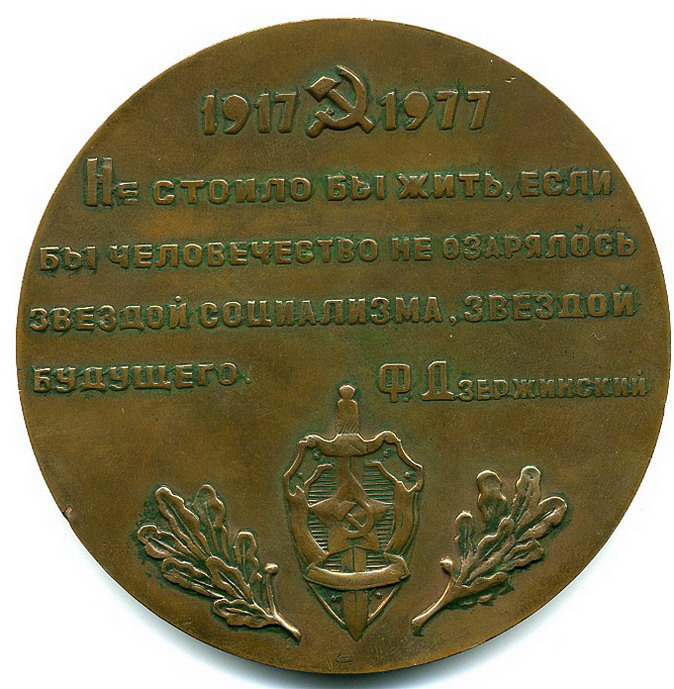 1917 1977
Не стоило бы жить, если
бы человечество не озарялось
звездой социализма, звездой
будущего. Ф. Дзержинский